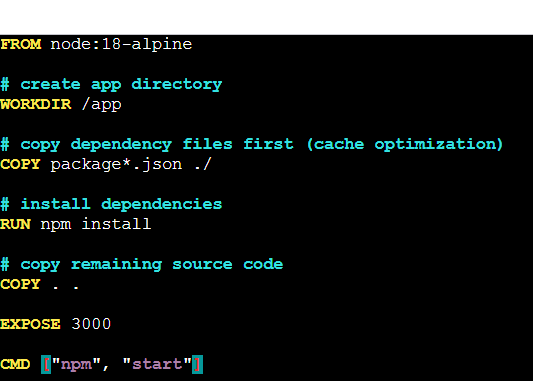 FROM node:18-alpine
# create app directory
WORKDIR /app
# copy dependency files first (cache optimization)
COPY package*.json ./
# install dependencies
RUN npm install
# copy remaining source code
COPY . .
EXPOSE 3000
CMD ["npm", "start"]